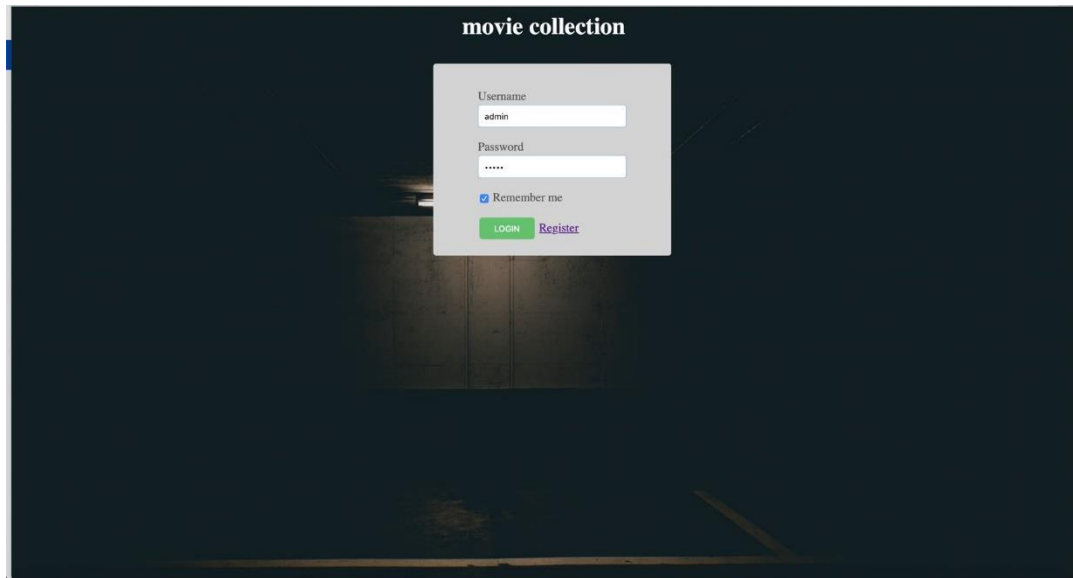 movie collection
Username
admin
Password
•••••
Remember me
LOGIN Register